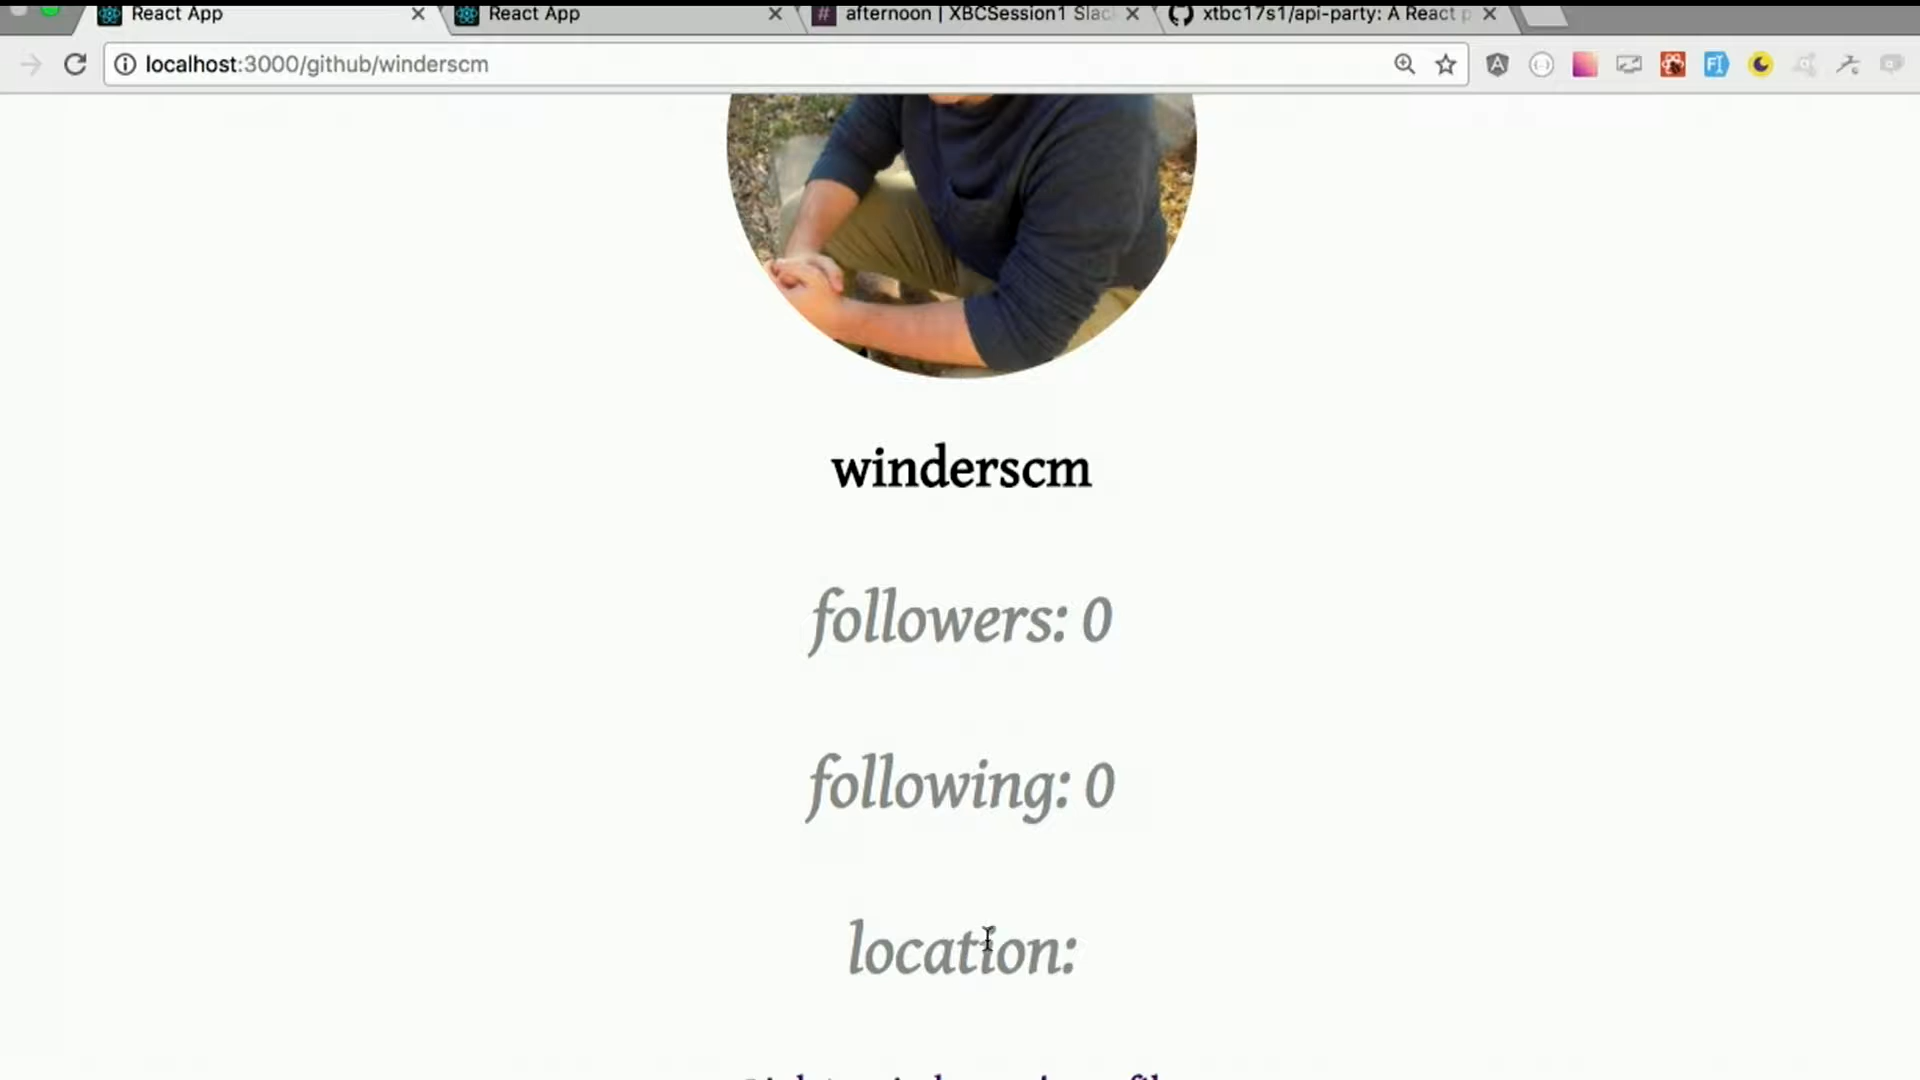 React App
React App
# afternoon | XBCSession1 Slac
xtbc17s1/api-party: A React p
localhost:3000/github/winderscm
winderscm
followers: 0
following: 0
location: